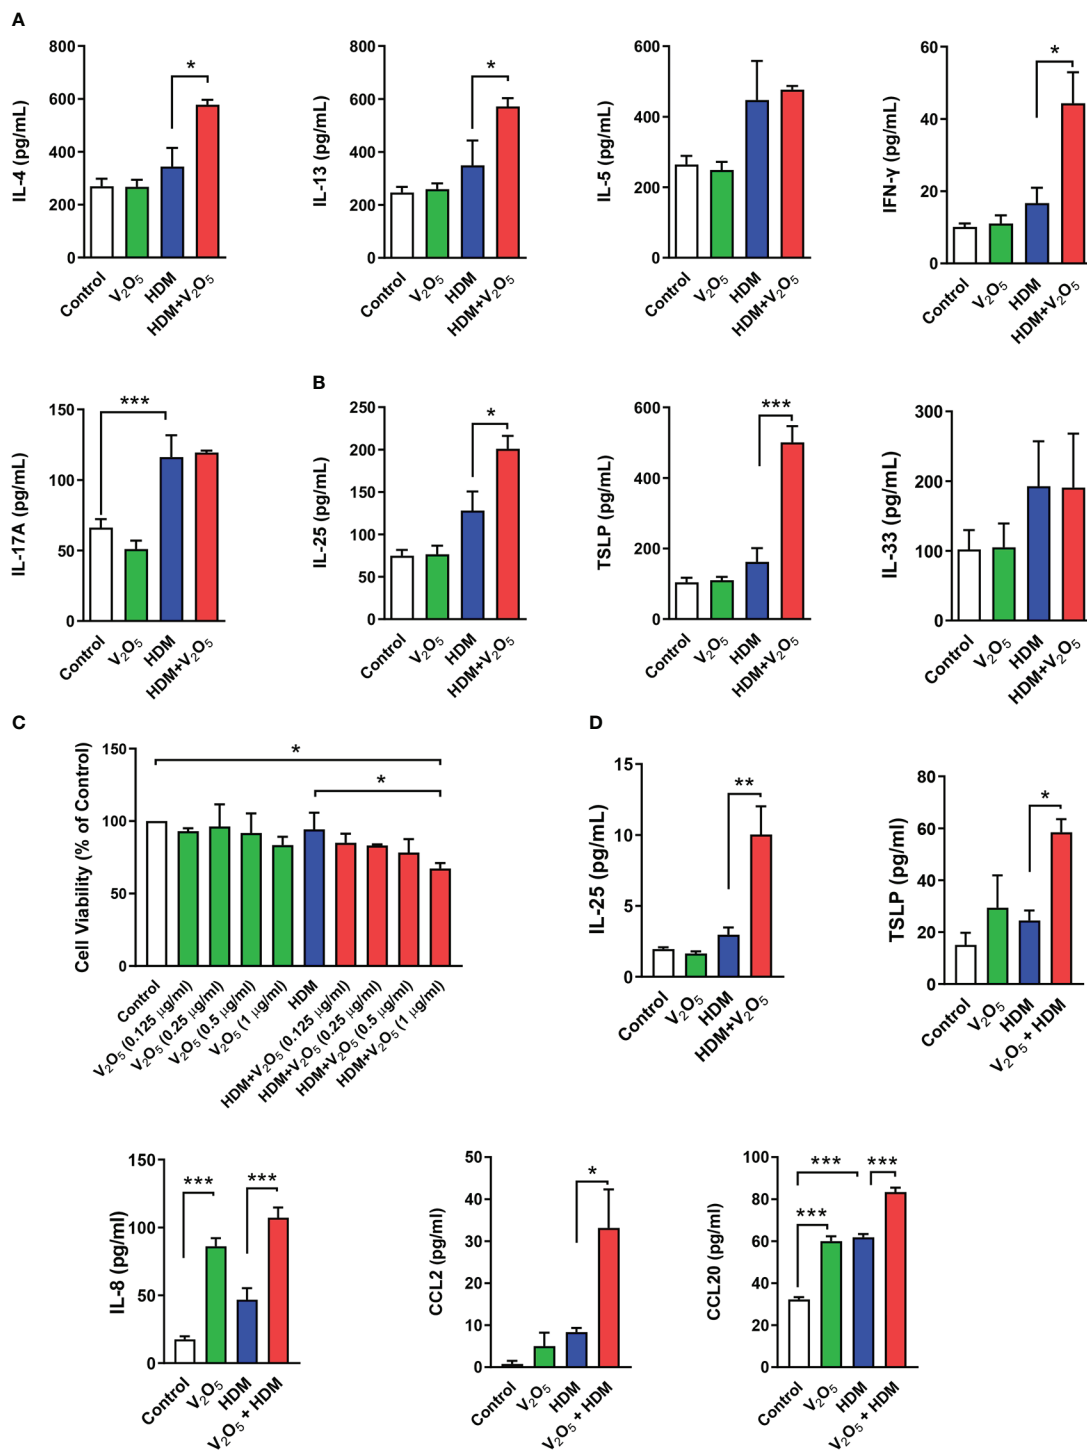 A
IL-4 (pg/mL)
800
600
400
200
0
*
Control
V₂O₅
HDM
HDM+V₂O₅
IL-13 (pg/mL)
800
600
400
200
0
*
Control
V₂O₅
HDM
HDM+V₂O₅
IL-5 (pg/mL)
600
400
200
0
Control
V₂O₅
HDM
HDM+V₂O₅
IFN-γ (pg/mL)
60
40
20
0
*
Control
V₂O₅
HDM
HDM+V₂O₅
IL-17A (pg/mL)
150
100
50
0
***
Control
V₂O₅
HDM
HDM+V₂O₅
B
IL-25 (pg/mL)
250
200
150
100
50
0
*
Control
V₂O₅
HDM
HDM+V₂O₅
TSLP (pg/mL)
600
400
200
0
***
Control
V₂O₅
HDM
HDM+V₂O₅
IL-33 (pg/mL)
300
200
100
0
Control
V₂O₅
HDM
HDM+V₂O₅
C
Cell Viability (% of Control)
150
100
50
0
*
*
Control
V₂O₅ (0.125 μg/ml)
V₂O₅ (0.25 μg/ml)
V₂O₅ (0.5 μg/ml)
V₂O₅ (1 μg/ml)
HDM
HDM+V₂O₅ (0.125 μg/ml)
HDM+V₂O₅ (0.25 μg/ml)
HDM+V₂O₅ (0.5 μg/ml)
HDM+V₂O₅ (1 μg/ml)
D
IL-25 (pg/mL)
15
10
5
0
**
Control
V₂O₅
HDM
HDM+V₂O₅
TSLP (pg/ml)
80
60
40
20
0
*
Control
V₂O₅
HDM
V₂O₅ + HDM
IL-8 (pg/ml)
150
100
50
0
***
***
Control
V₂O₅
HDM
V₂O₅ + HDM
CCL2 (pg/ml)
50
40
30
20
10
0
*
Control
V₂O₅
HDM
V₂O₅ + HDM
CCL20 (pg/ml)
100
80
60
40
20
0
***
***
***
Control
V₂O₅
HDM
V₂O₅ + HDM